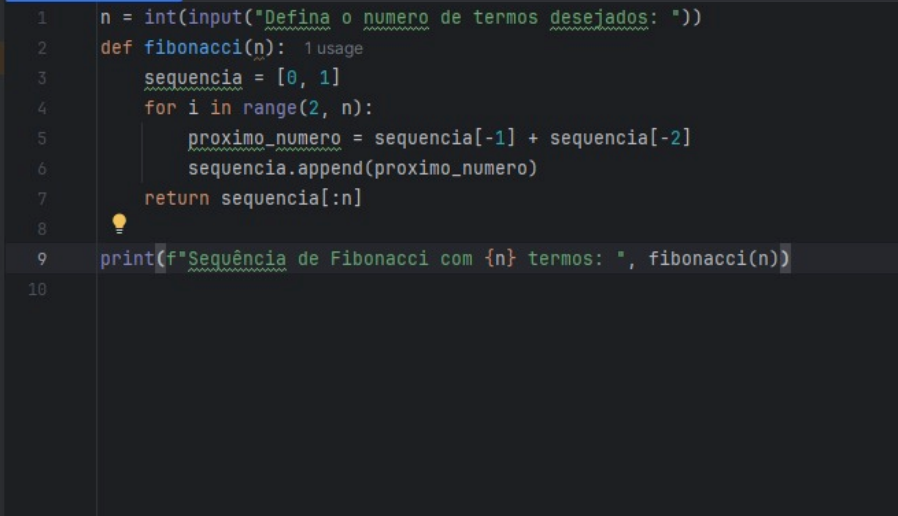 1 n = int(input("Defina o numero de termos desejados: "))
2 def fibonacci(n): 1 usage
3 sequencia = [0, 1]
4 for i in range(2, n):
5 proximo_numero = sequencia[-1] + sequencia[-2]
6 sequencia.append(proximo_numero)
7 return sequencia[:n]
8
9 print(f"Sequência de Fibonacci com {n} termos: ", fibonacci(n))
10